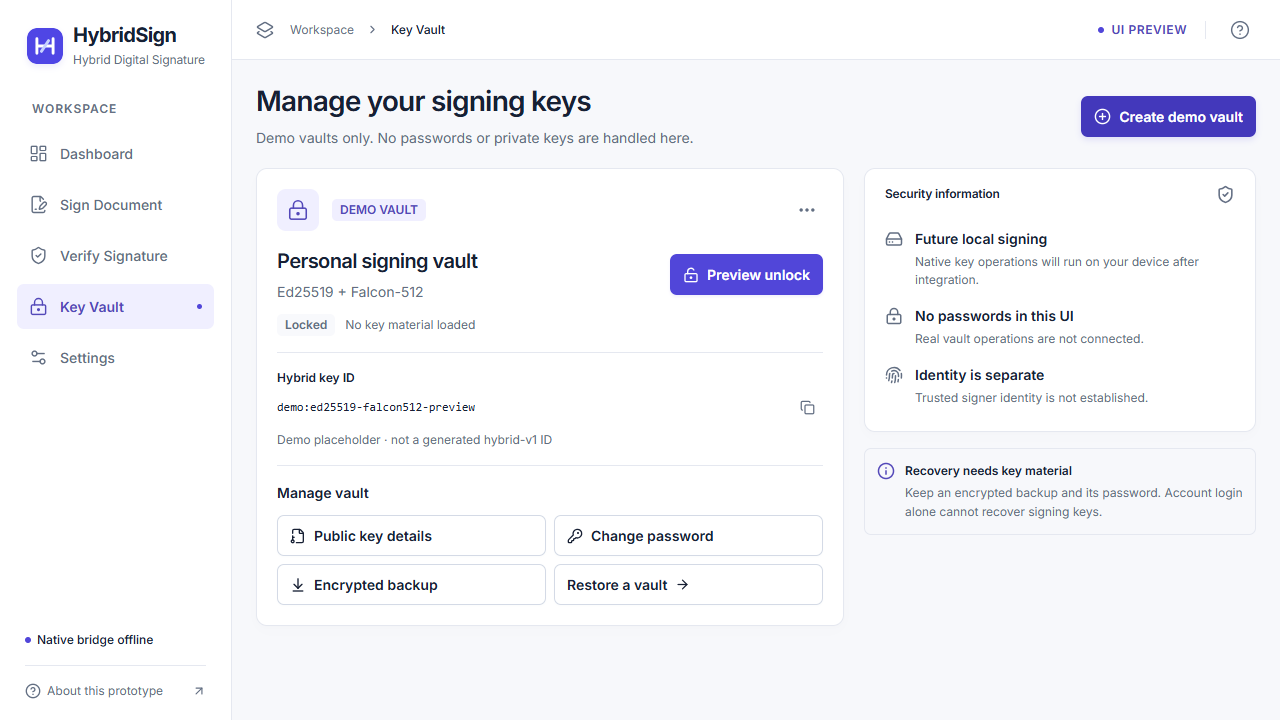 HybridSign
Hybrid Digital Signature
WORKSPACE
Dashboard
Sign Document
Verify Signature
Key Vault
Settings
Native bridge offline
About this prototype
Workspace
Key Vault
UI PREVIEW
Manage your signing keys
Demo vaults only. No passwords or private keys are handled here.
Create demo vault
DEMO VAULT
Personal signing vault
Ed25519 + Falcon-512
Locked
No key material loaded
Preview unlock
Hybrid key ID
demo:ed25519-falcon512-preview
Demo placeholder · not a generated hybrid-v1 ID
Manage vault
Public key details
Change password
Encrypted backup
Restore a vault
Security information
Future local signing
Native key operations will run on your device after
integration.
No passwords in this UI
Real vault operations are not connected.
Identity is separate
Trusted signer identity is not established.
Recovery needs key material
Keep an encrypted backup and its password. Account login
alone cannot recover signing keys.